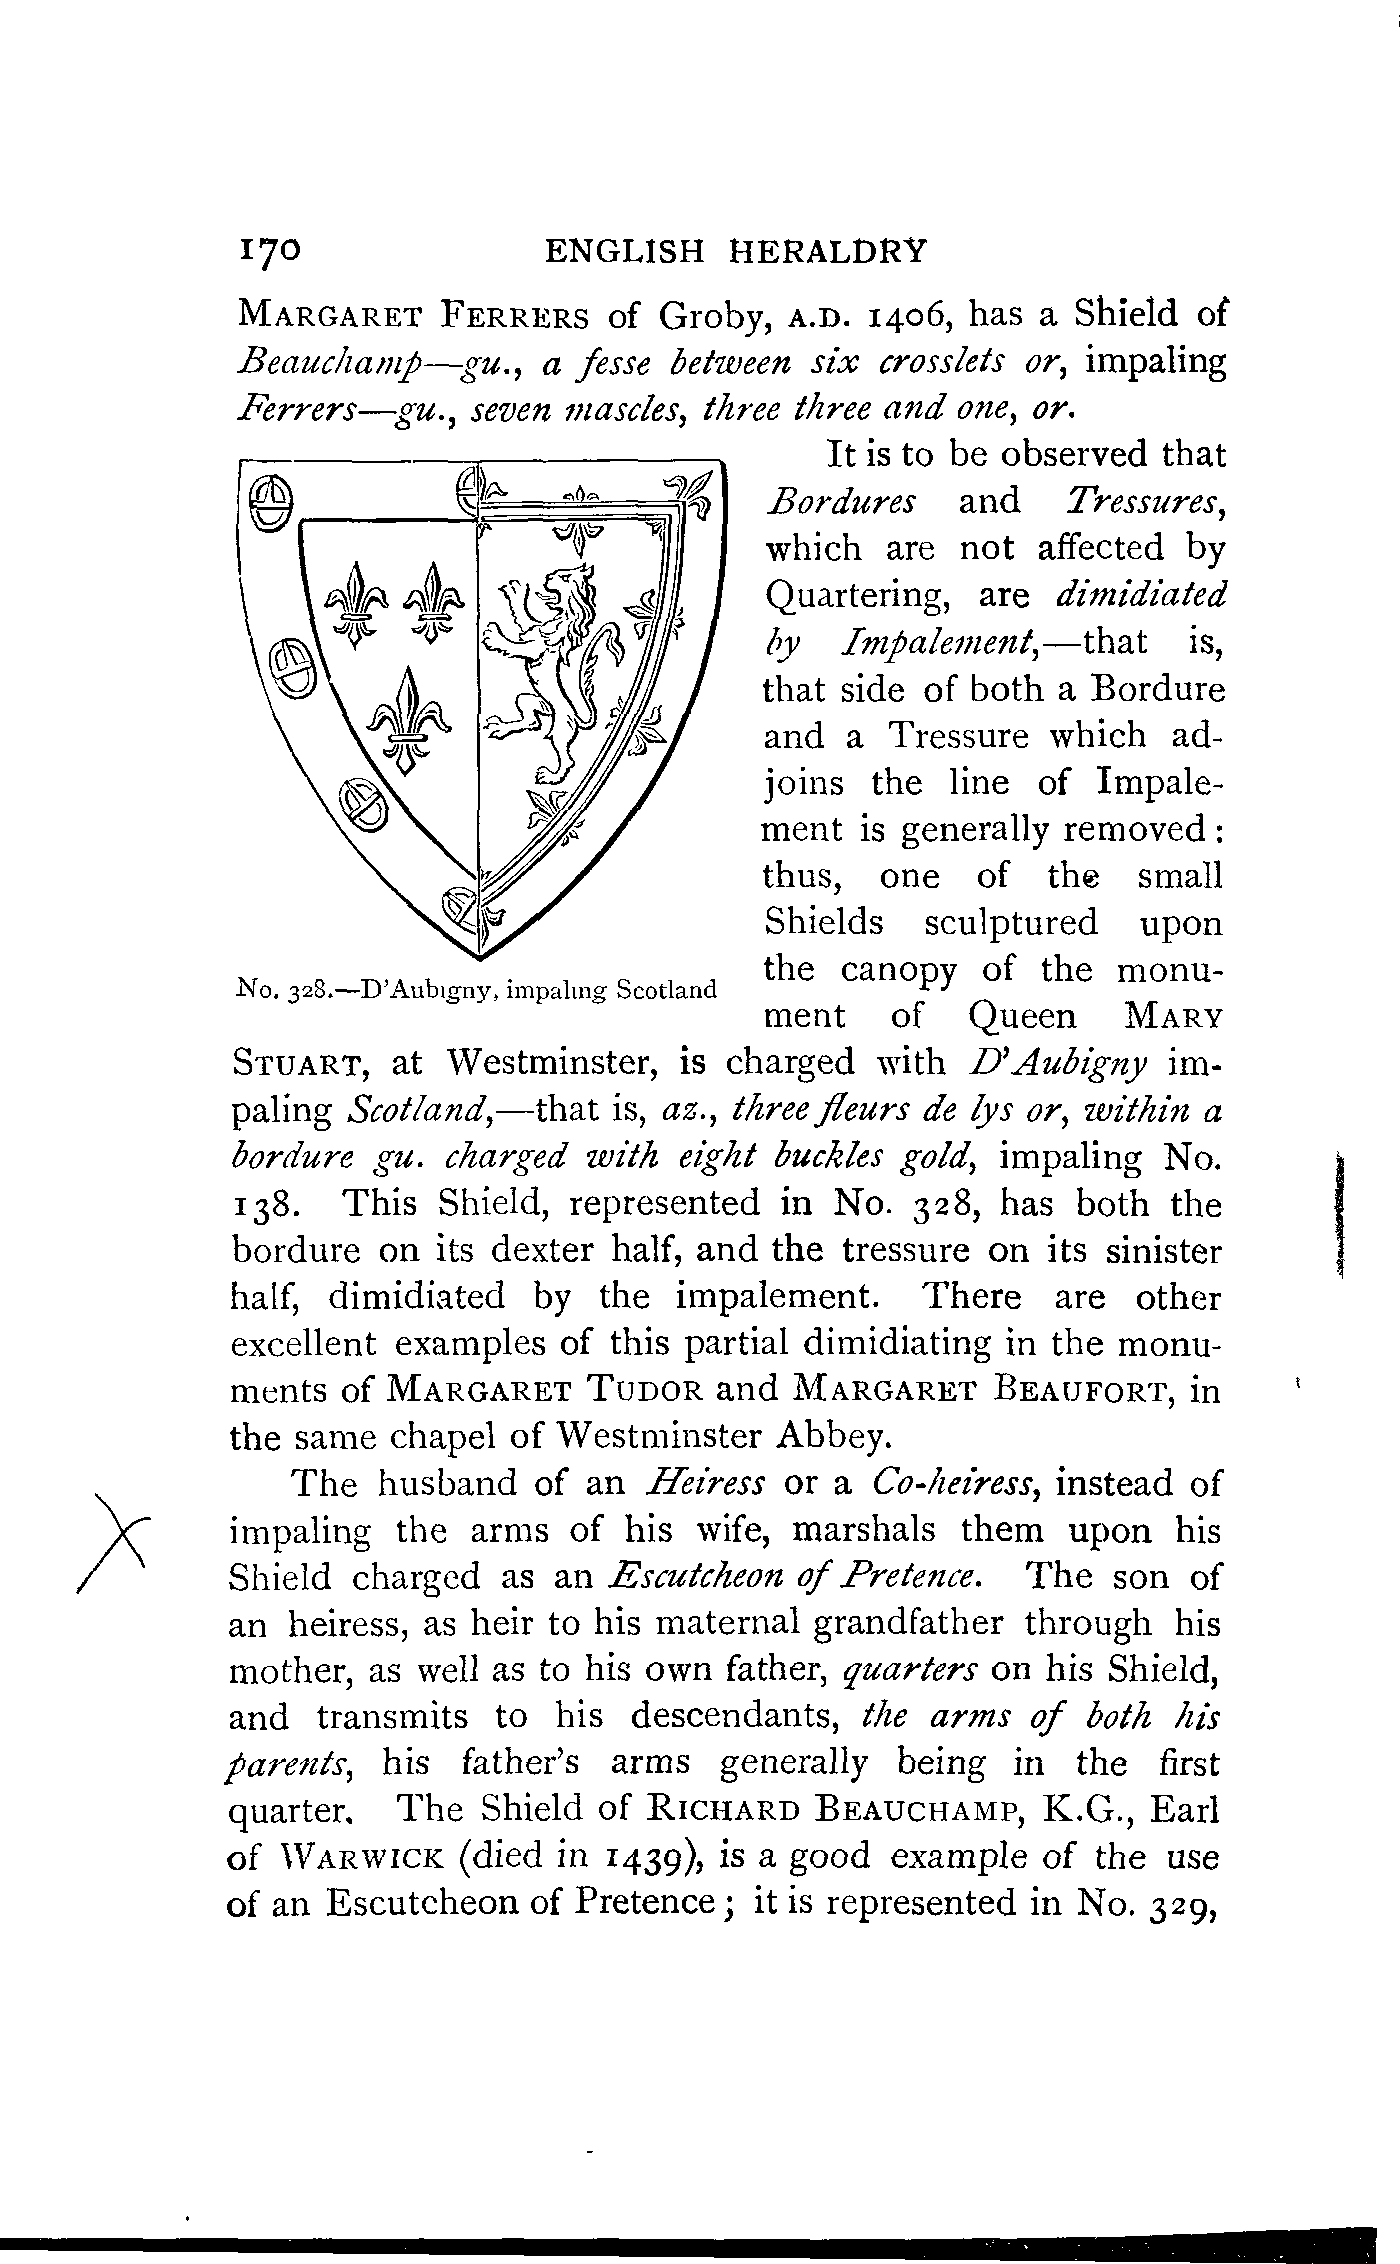 170 ENGLISH HERALDRY
MARGARET FERRERS of Groby, A.D. 1406, has a Shield of
Beauchamp—gu., a fesse between six crosslets or, impaling
Ferrers—gu., seven mascles, three three and one, or.
It is to be observed that
Bordures and Tressures,
which are not affected by
Quartering, are dimidiated
by Impalement,—that is,
that side of both a Bordure
and a Tressure which ad-
joins the line of Impale-
ment is generally removed :
thus, one of the small
Shields sculptured upon
the canopy of the monu-
ment of Queen MARY
No. 328.—D'Aubigny, impaling Scotland
STUART, at Westminster, is charged with D'Aubigny im-
paling Scotland,—that is, az., three fleurs de lys or, within a
bordure gu. charged with eight buckles gold, impaling No.
138. This Shield, represented in No. 328, has both the
bordure on its dexter half, and the tressure on its sinister
half, dimidiated by the impalement. There are other
excellent examples of this partial dimidiating in the monu-
ments of MARGARET TUDOR and MARGARET BEAUFORT, in
the same chapel of Westminster Abbey.
The husband of an Heiress or a Co-heiress, instead of
impaling the arms of his wife, marshals them upon his
Shield charged as an Escutcheon of Pretence. The son of
an heiress, as heir to his maternal grandfather through his
mother, as well as to his own father, quarters on his Shield,
and transmits to his descendants, the arms of both his
parents, his father's arms generally being in the first
quarter. The Shield of RICHARD BEAUCHAMP, K.G., Earl
of WARWICK (died in 1439), is a good example of the use
of an Escutcheon of Pretence ; it is represented in No. 329,